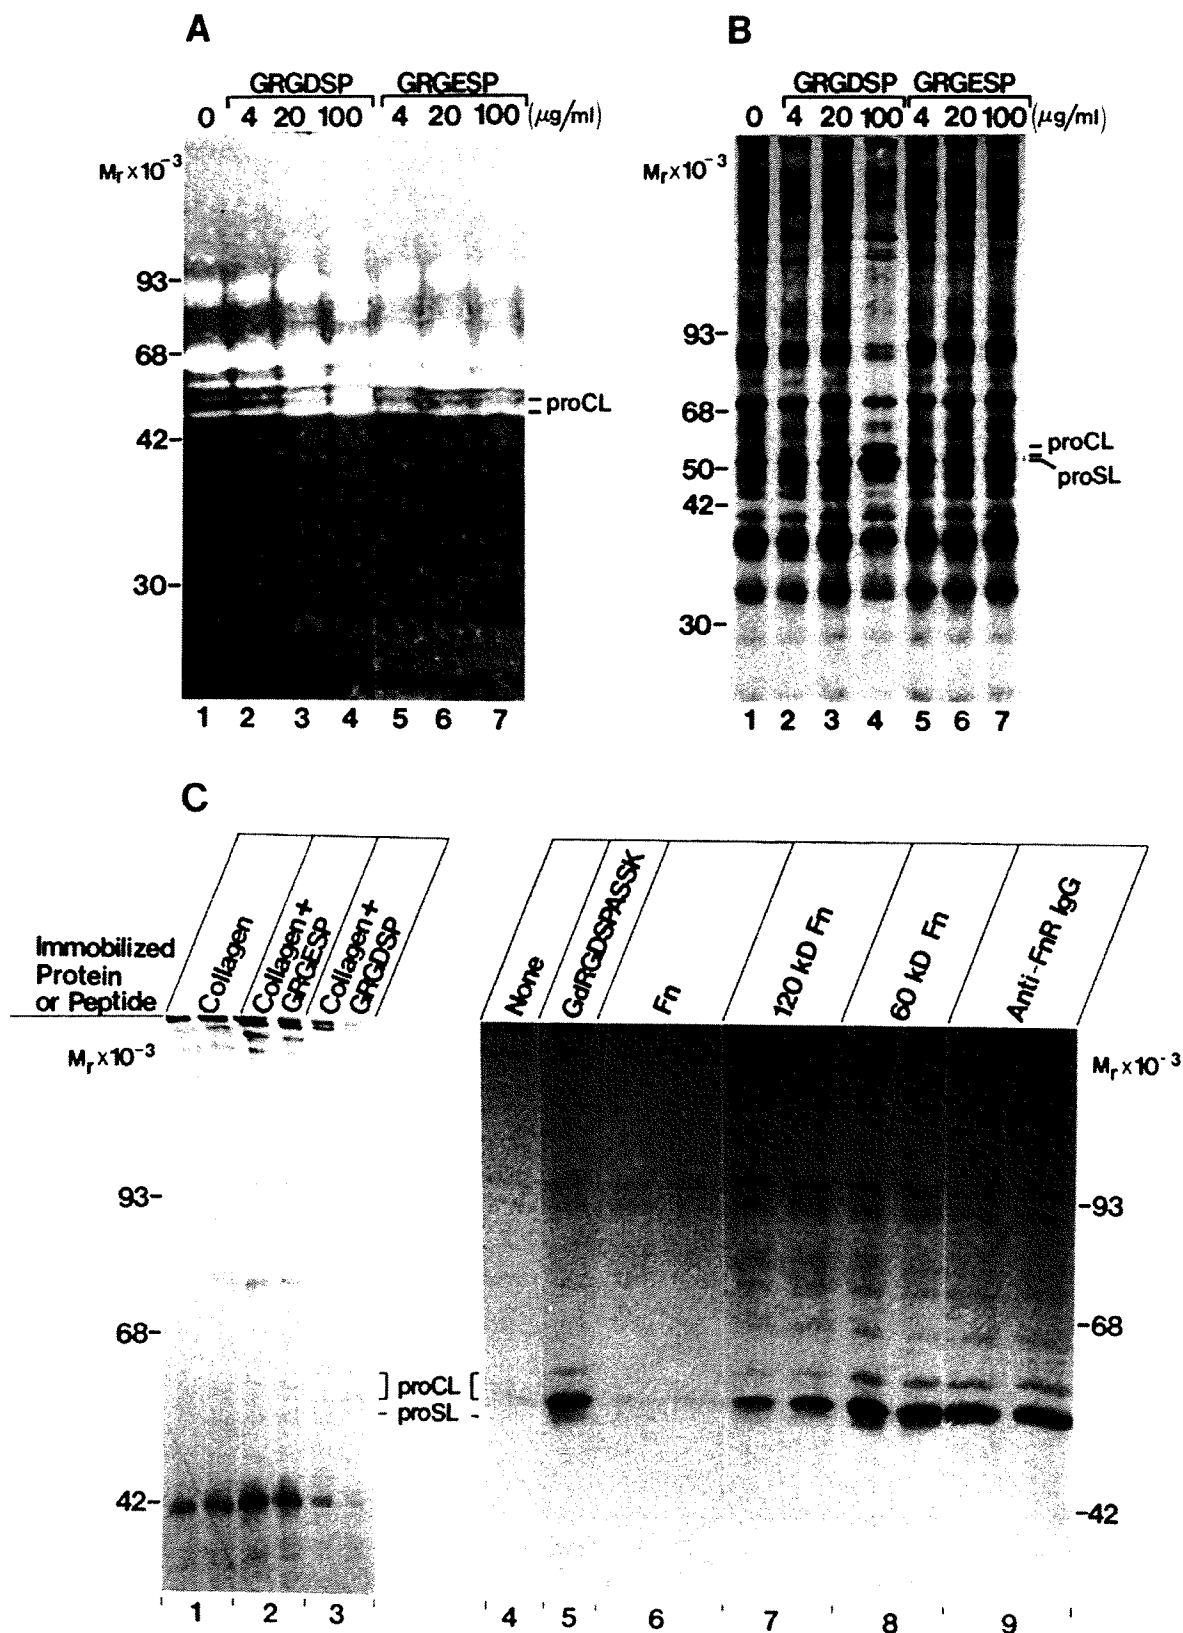 A
GRGDSP GRGESP
0 4 20 100 4 20 100 (μg/ml)
Mr×10⁻³
93-
68-
proCL
42-
30-
1 2 3 4 5 6 7
B
GRGDSP GRGESP
0 4 20 100 4 20 100 (μg/ml)
Mr×10⁻³
93-
68-
proCL
50-
proSL
42-
30-
1 2 3 4 5 6 7
C
Immobilized
Protein
or Peptide
Collagen
Collagen +
GRGESP
Collagen +
GRGDSP
Mr×10⁻³
93-
68-
42-
1 2 3
] proCL [
- proSL -
None
GdRGDSPASSK
Fn
120 kD Fn
60 kD Fn
Anti-FnR IgG
Mr×10⁻³
-93
-68
-42
4 5 6 7 8 9